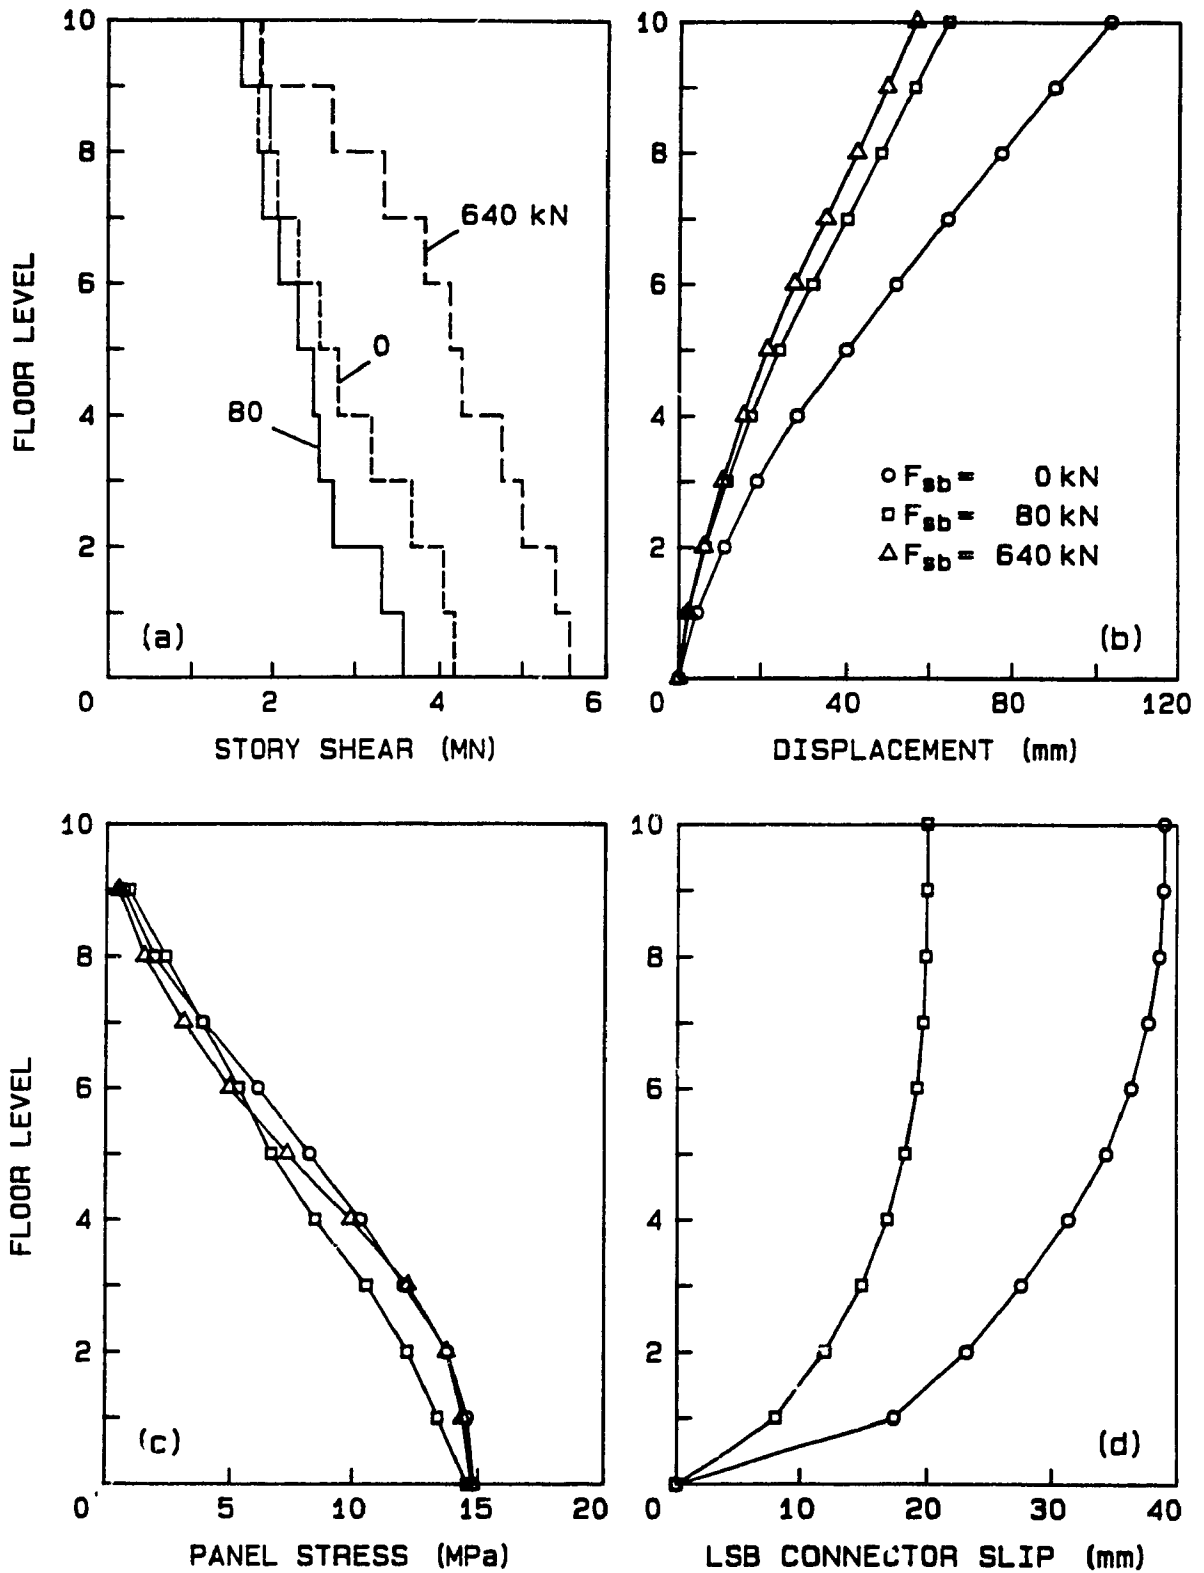 10
8
6
4
2
0
2
4
6
FLOOR LEVEL
640 kN
0
80
(a)
STORY SHEAR (MN)
10
8
6
4
2
0
40
80
120
F_sb = 0 kN
F_sb = 80 kN
F_sb = 640 kN
(b)
DISPLACEMENT (mm)
10
8
6
4
2
0
5
10
15
20
FLOOR LEVEL
(c)
PANEL STRESS (MPa)
10
8
6
4
2
0
10
20
30
40
(d)
LSB CONNECTOR SLIP (mm)